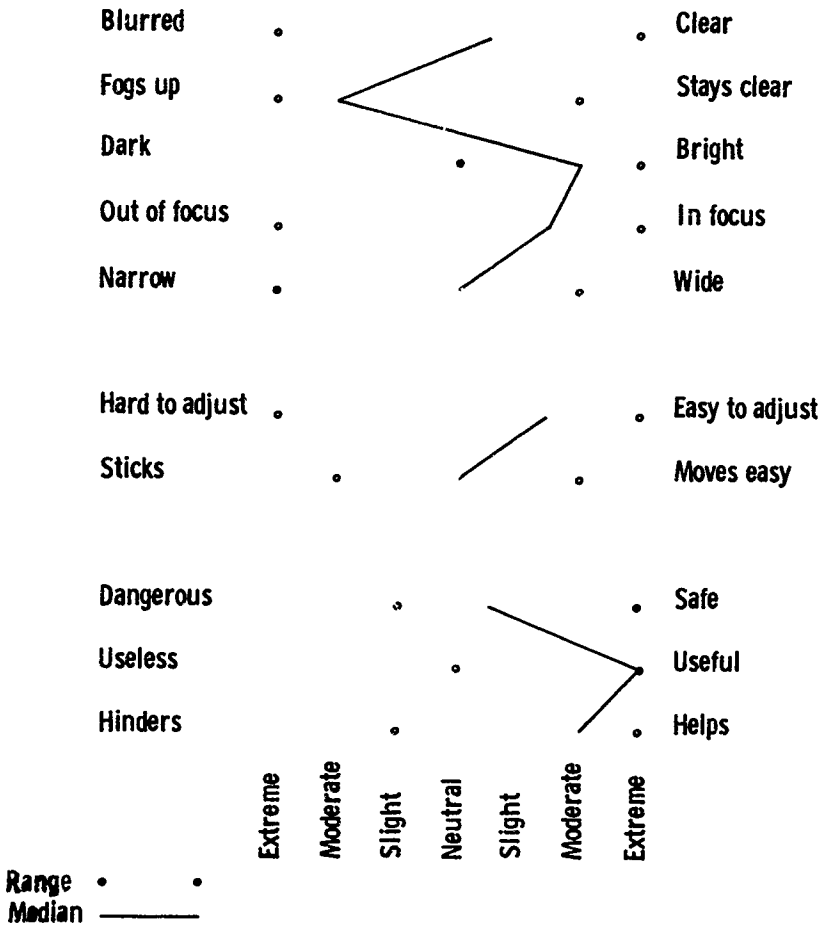 Blurred Clear
Fogs up Stays clear
Dark Bright
Out of focus In focus
Narrow Wide
Hard to adjust Easy to adjust
Sticks Moves easy
Dangerous Safe
Useless Useful
Hinders Helps
Extreme Moderate Slight Neutral Slight Moderate Extreme
Range
Median